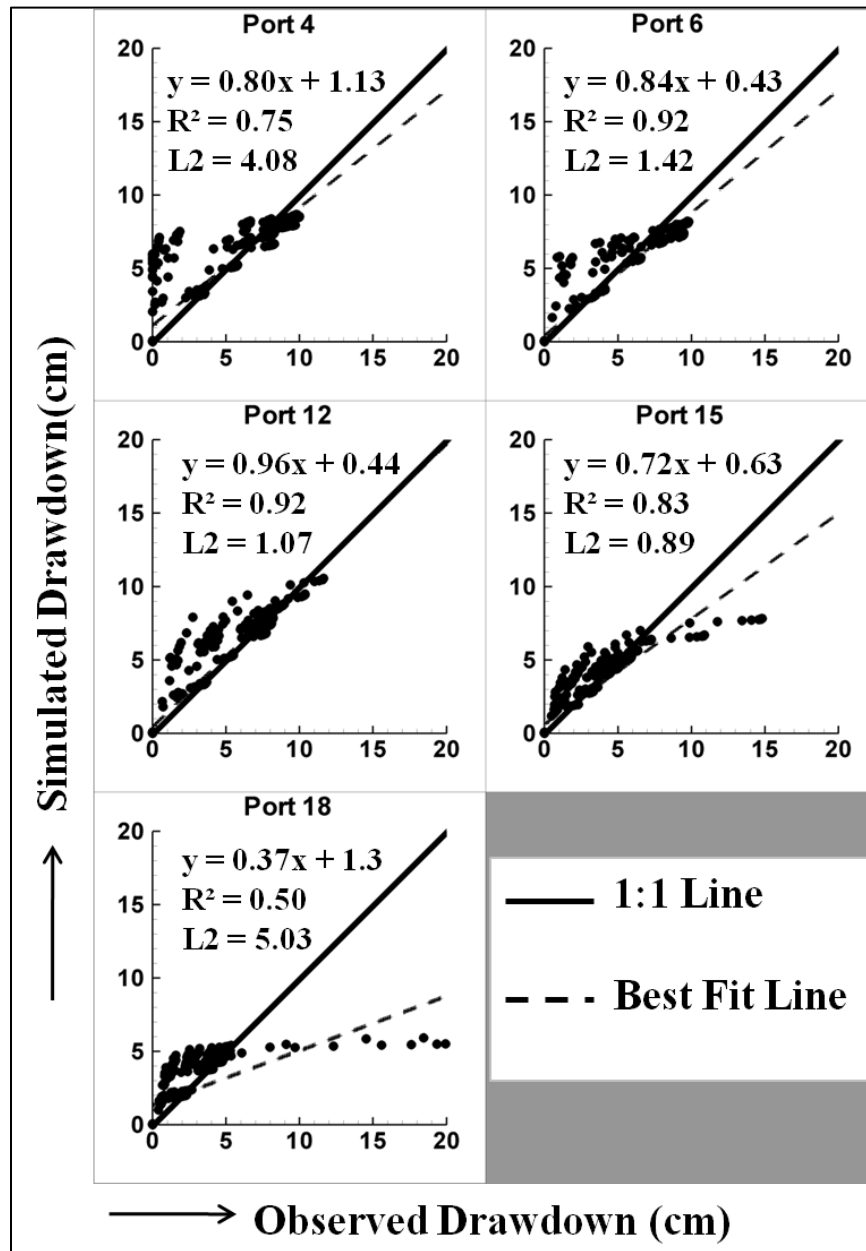 Port 4
20
15
10
5
0
0 5 10 15 20
y = 0.80x + 1.13
R² = 0.75
L2 = 4.08
Port 6
20
15
10
5
0
0 5 10 15 20
y = 0.84x + 0.43
R² = 0.92
L2 = 1.42
Port 12
20
15
10
5
0
0 5 10 15 20
y = 0.96x + 0.44
R² = 0.92
L2 = 1.07
Port 15
20
15
10
5
0
0 5 10 15 20
y = 0.72x + 0.63
R² = 0.83
L2 = 0.89
Port 18
20
15
10
5
0
0 5 10 15 20
y = 0.37x + 1.3
R² = 0.50
L2 = 5.03
1:1 Line
Best Fit Line
Simulated Drawdown(cm)
Observed Drawdown (cm)